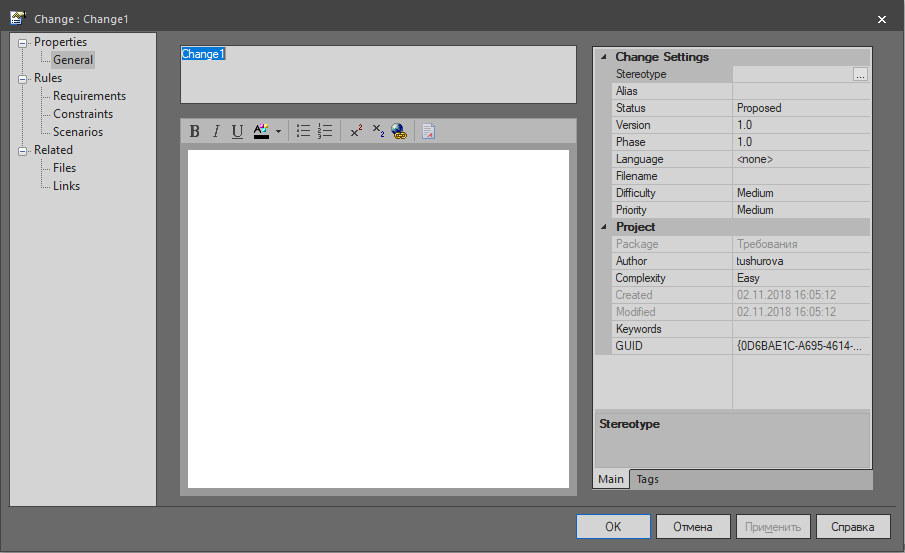 Change : Change1
Properties
General
Rules
Requirements
Constraints
Scenarios
Related
Files
Links
Change1
B I U A x² x₂
Change Settings
Stereotype ...
Alias
Status Proposed
Version 1.0
Phase 1.0
Language <none>
Filename
Difficulty Medium
Priority Medium
Project
Package Требования
Author tushurova
Complexity Easy
Created 02.11.2018 16:05:12
Modified 02.11.2018 16:05:12
Keywords
GUID {0D6BAE1C-A695-4614-...
Stereotype
Main Tags
OK Отмена Применить Справка